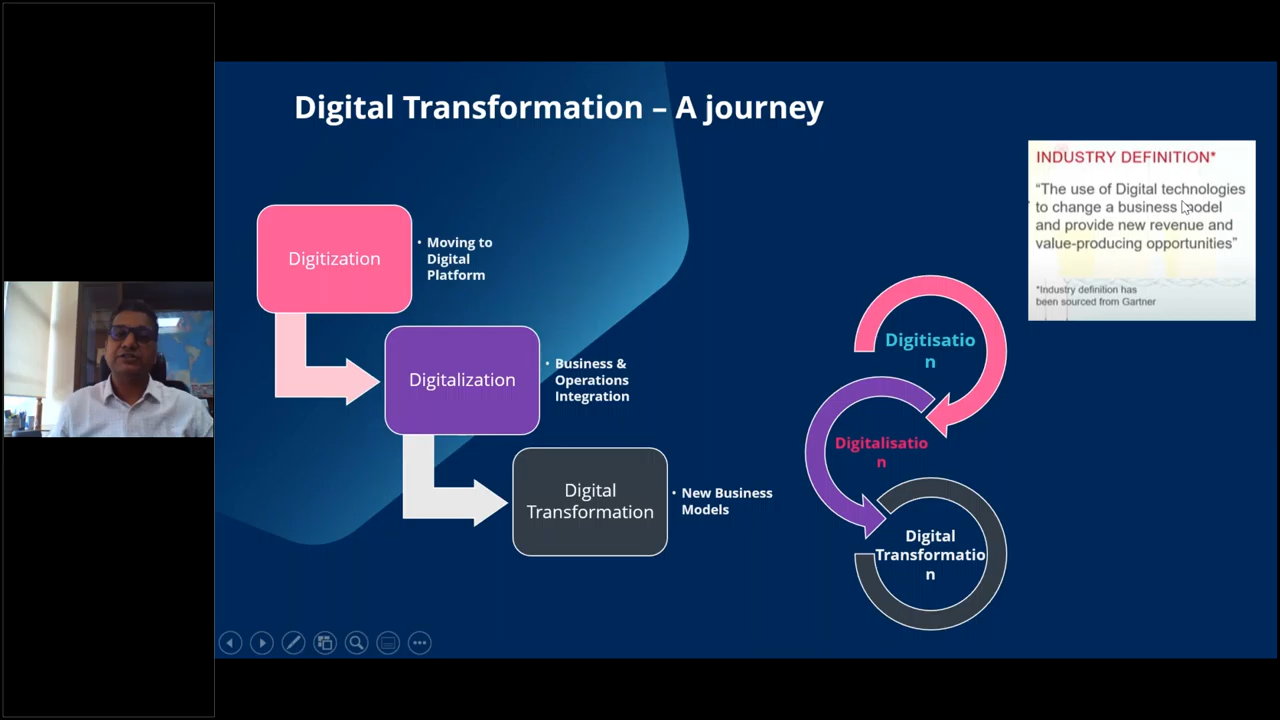 Digital Transformation – A journey
INDUSTRY DEFINITION*
“The use of Digital technologies
to change a business model
and provide new revenue and
value-producing opportunities”
*Industry definition has
been sourced from Gartner
Digitization
• Moving to
Digital
Platform
Digitalization
• Business &
Operations
Integration
Digital
Transformation
• New Business
Models
Digitisatio
n
Digitalisatio
n
Digital
Transformatio
n